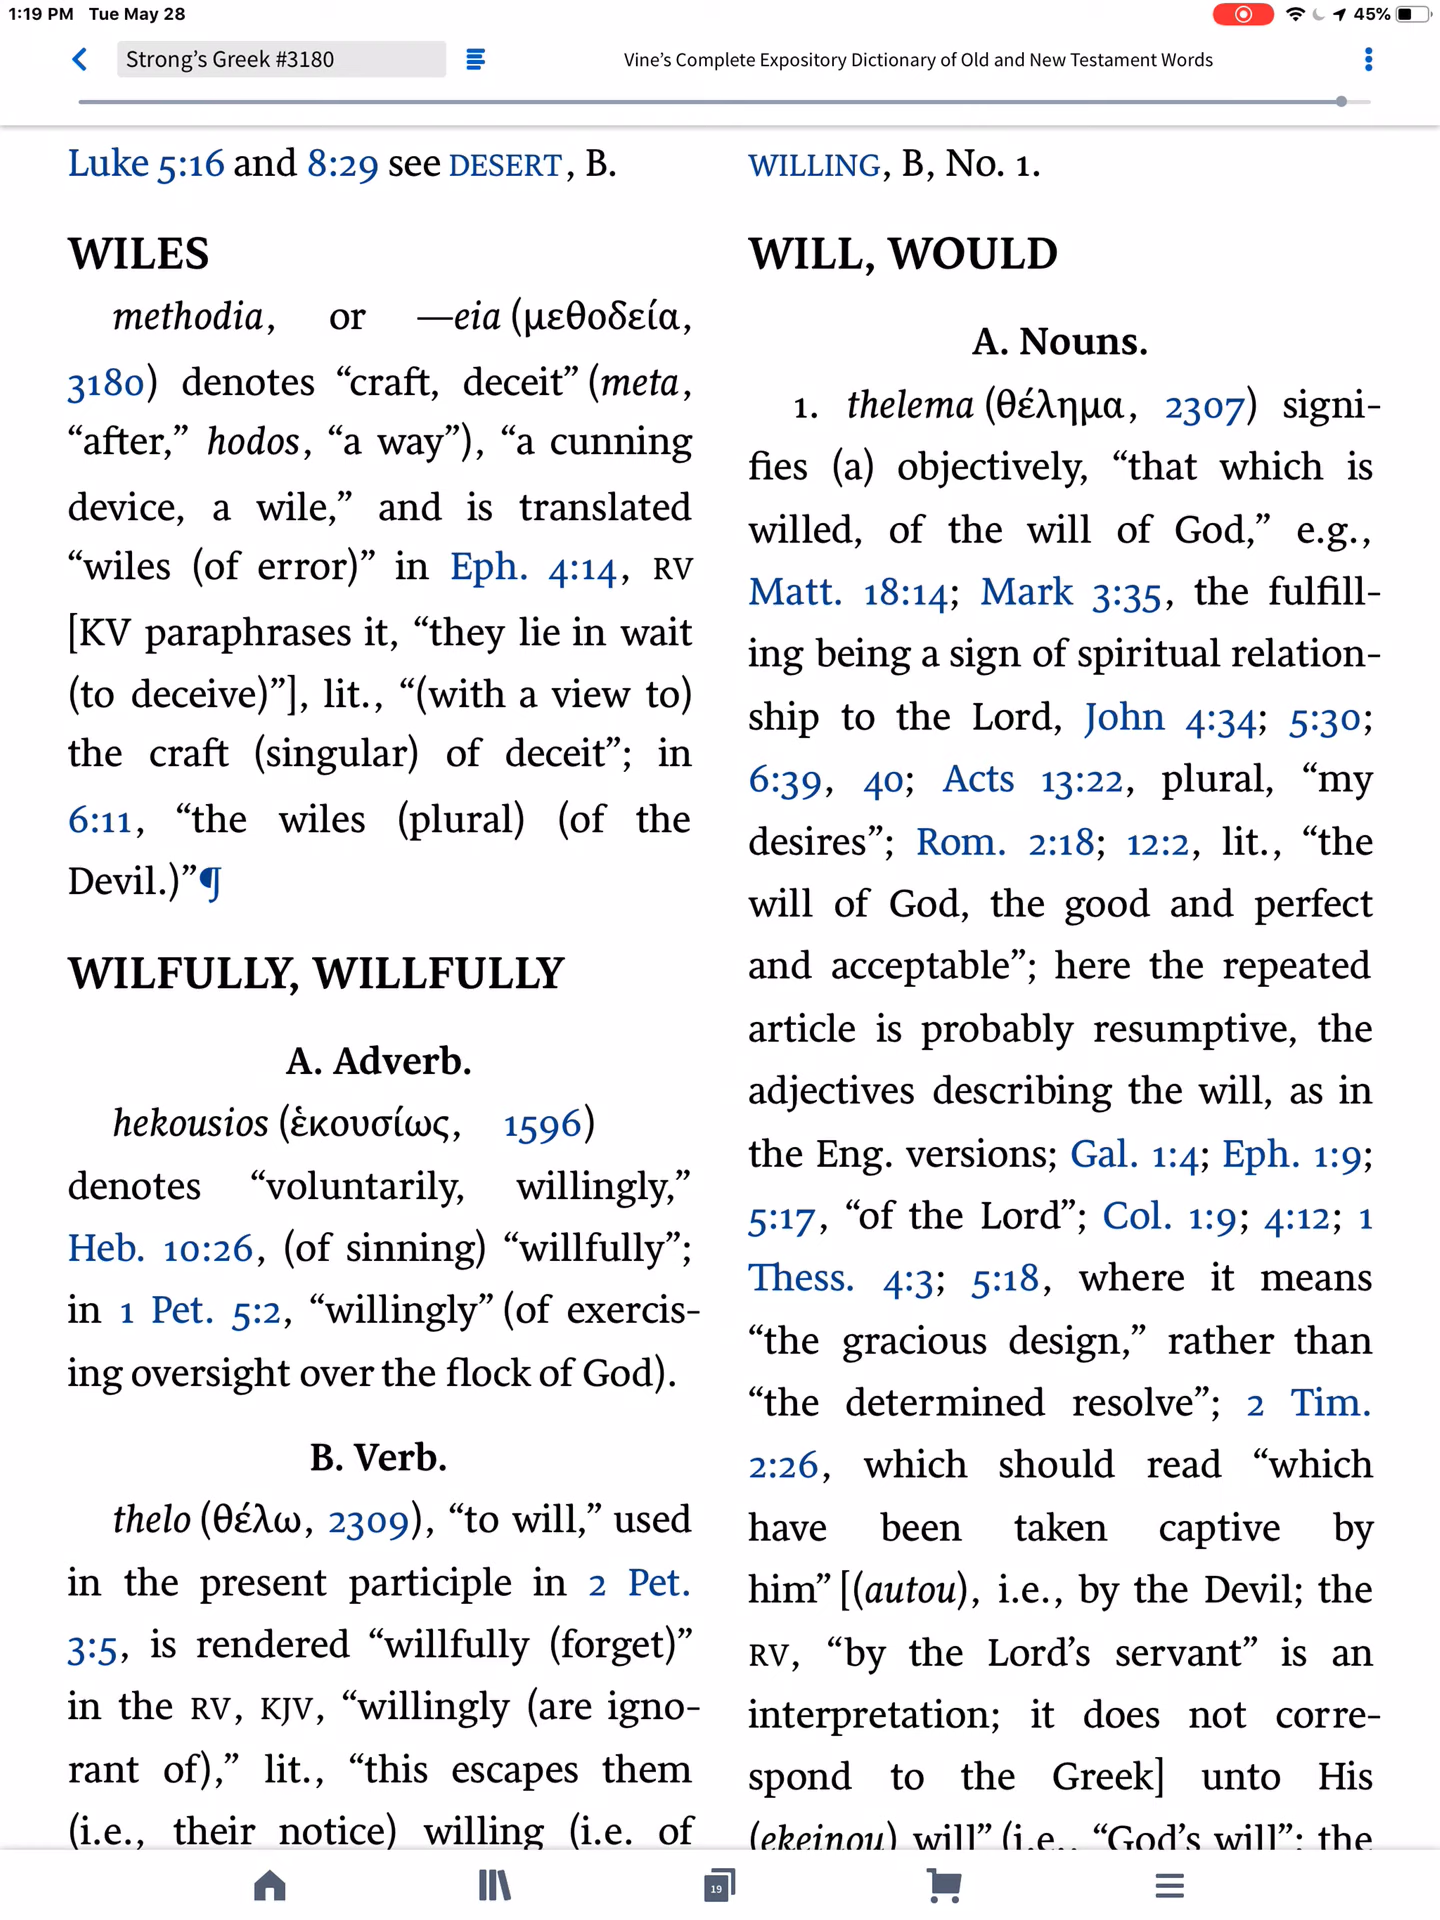 1:19 PM Tue May 28
45%
Strong’s Greek #3180
Vine’s Complete Expository Dictionary of Old and New Testament Words
Luke 5:16 and 8:29 see DESERT, B.
WILES
methodia, or —eia (μεθοδεία,
3180) denotes “craft, deceit” (meta,
“after,” hodos, “a way”), “a cunning
device, a wile,” and is translated
“wiles (of error)” in Eph. 4:14, RV
[KV paraphrases it, “they lie in wait
(to deceive)”], lit., “(with a view to)
the craft (singular) of deceit”; in
6:11, “the wiles (plural) (of the
Devil.)”¶
WILFULLY, WILLFULLY
A. Adverb.
hekousios (ἑκουσίως, 1596)
denotes “voluntarily, willingly,”
Heb. 10:26, (of sinning) “willfully”;
in 1 Pet. 5:2, “willingly” (of exercis-
ing oversight over the flock of God).
B. Verb.
thelo (θέλω, 2309), “to will,” used
in the present participle in 2 Pet.
3:5, is rendered “willfully (forget)”
in the RV, KJV, “willingly (are igno-
rant of),” lit., “this escapes them
(i.e., their notice) willing (i.e. of
WILLING, B, No. 1.
WILL, WOULD
A. Nouns.
1. thelema (θέλημα, 2307) signi-
fies (a) objectively, “that which is
willed, of the will of God,” e.g.,
Matt. 18:14; Mark 3:35, the fulfill-
ing being a sign of spiritual relation-
ship to the Lord, John 4:34; 5:30;
6:39, 40; Acts 13:22, plural, “my
desires”; Rom. 2:18; 12:2, lit., “the
will of God, the good and perfect
and acceptable”; here the repeated
article is probably resumptive, the
adjectives describing the will, as in
the Eng. versions; Gal. 1:4; Eph. 1:9;
5:17, “of the Lord”; Col. 1:9; 4:12; 1
Thess. 4:3; 5:18, where it means
“the gracious design,” rather than
“the determined resolve”; 2 Tim.
2:26, which should read “which
have been taken captive by
him” [(autou), i.e., by the Devil; the
RV, “by the Lord’s servant” is an
interpretation; it does not corre-
spond to the Greek] unto His
(ekeinou) will” (i.e., “God’s will”; the
19